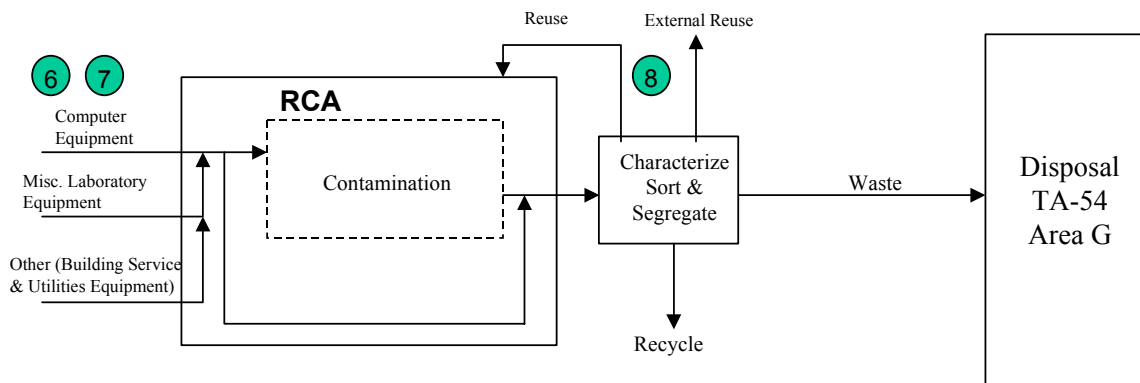 Reuse
External Reuse
6
7
8
Computer
Equipment
RCA
Misc. Laboratory
Equipment
Contamination
Characterize
Sort &
Segregate
Waste
Disposal
TA-54
Area G
Other (Building Service
& Utilities Equipment)
Recycle